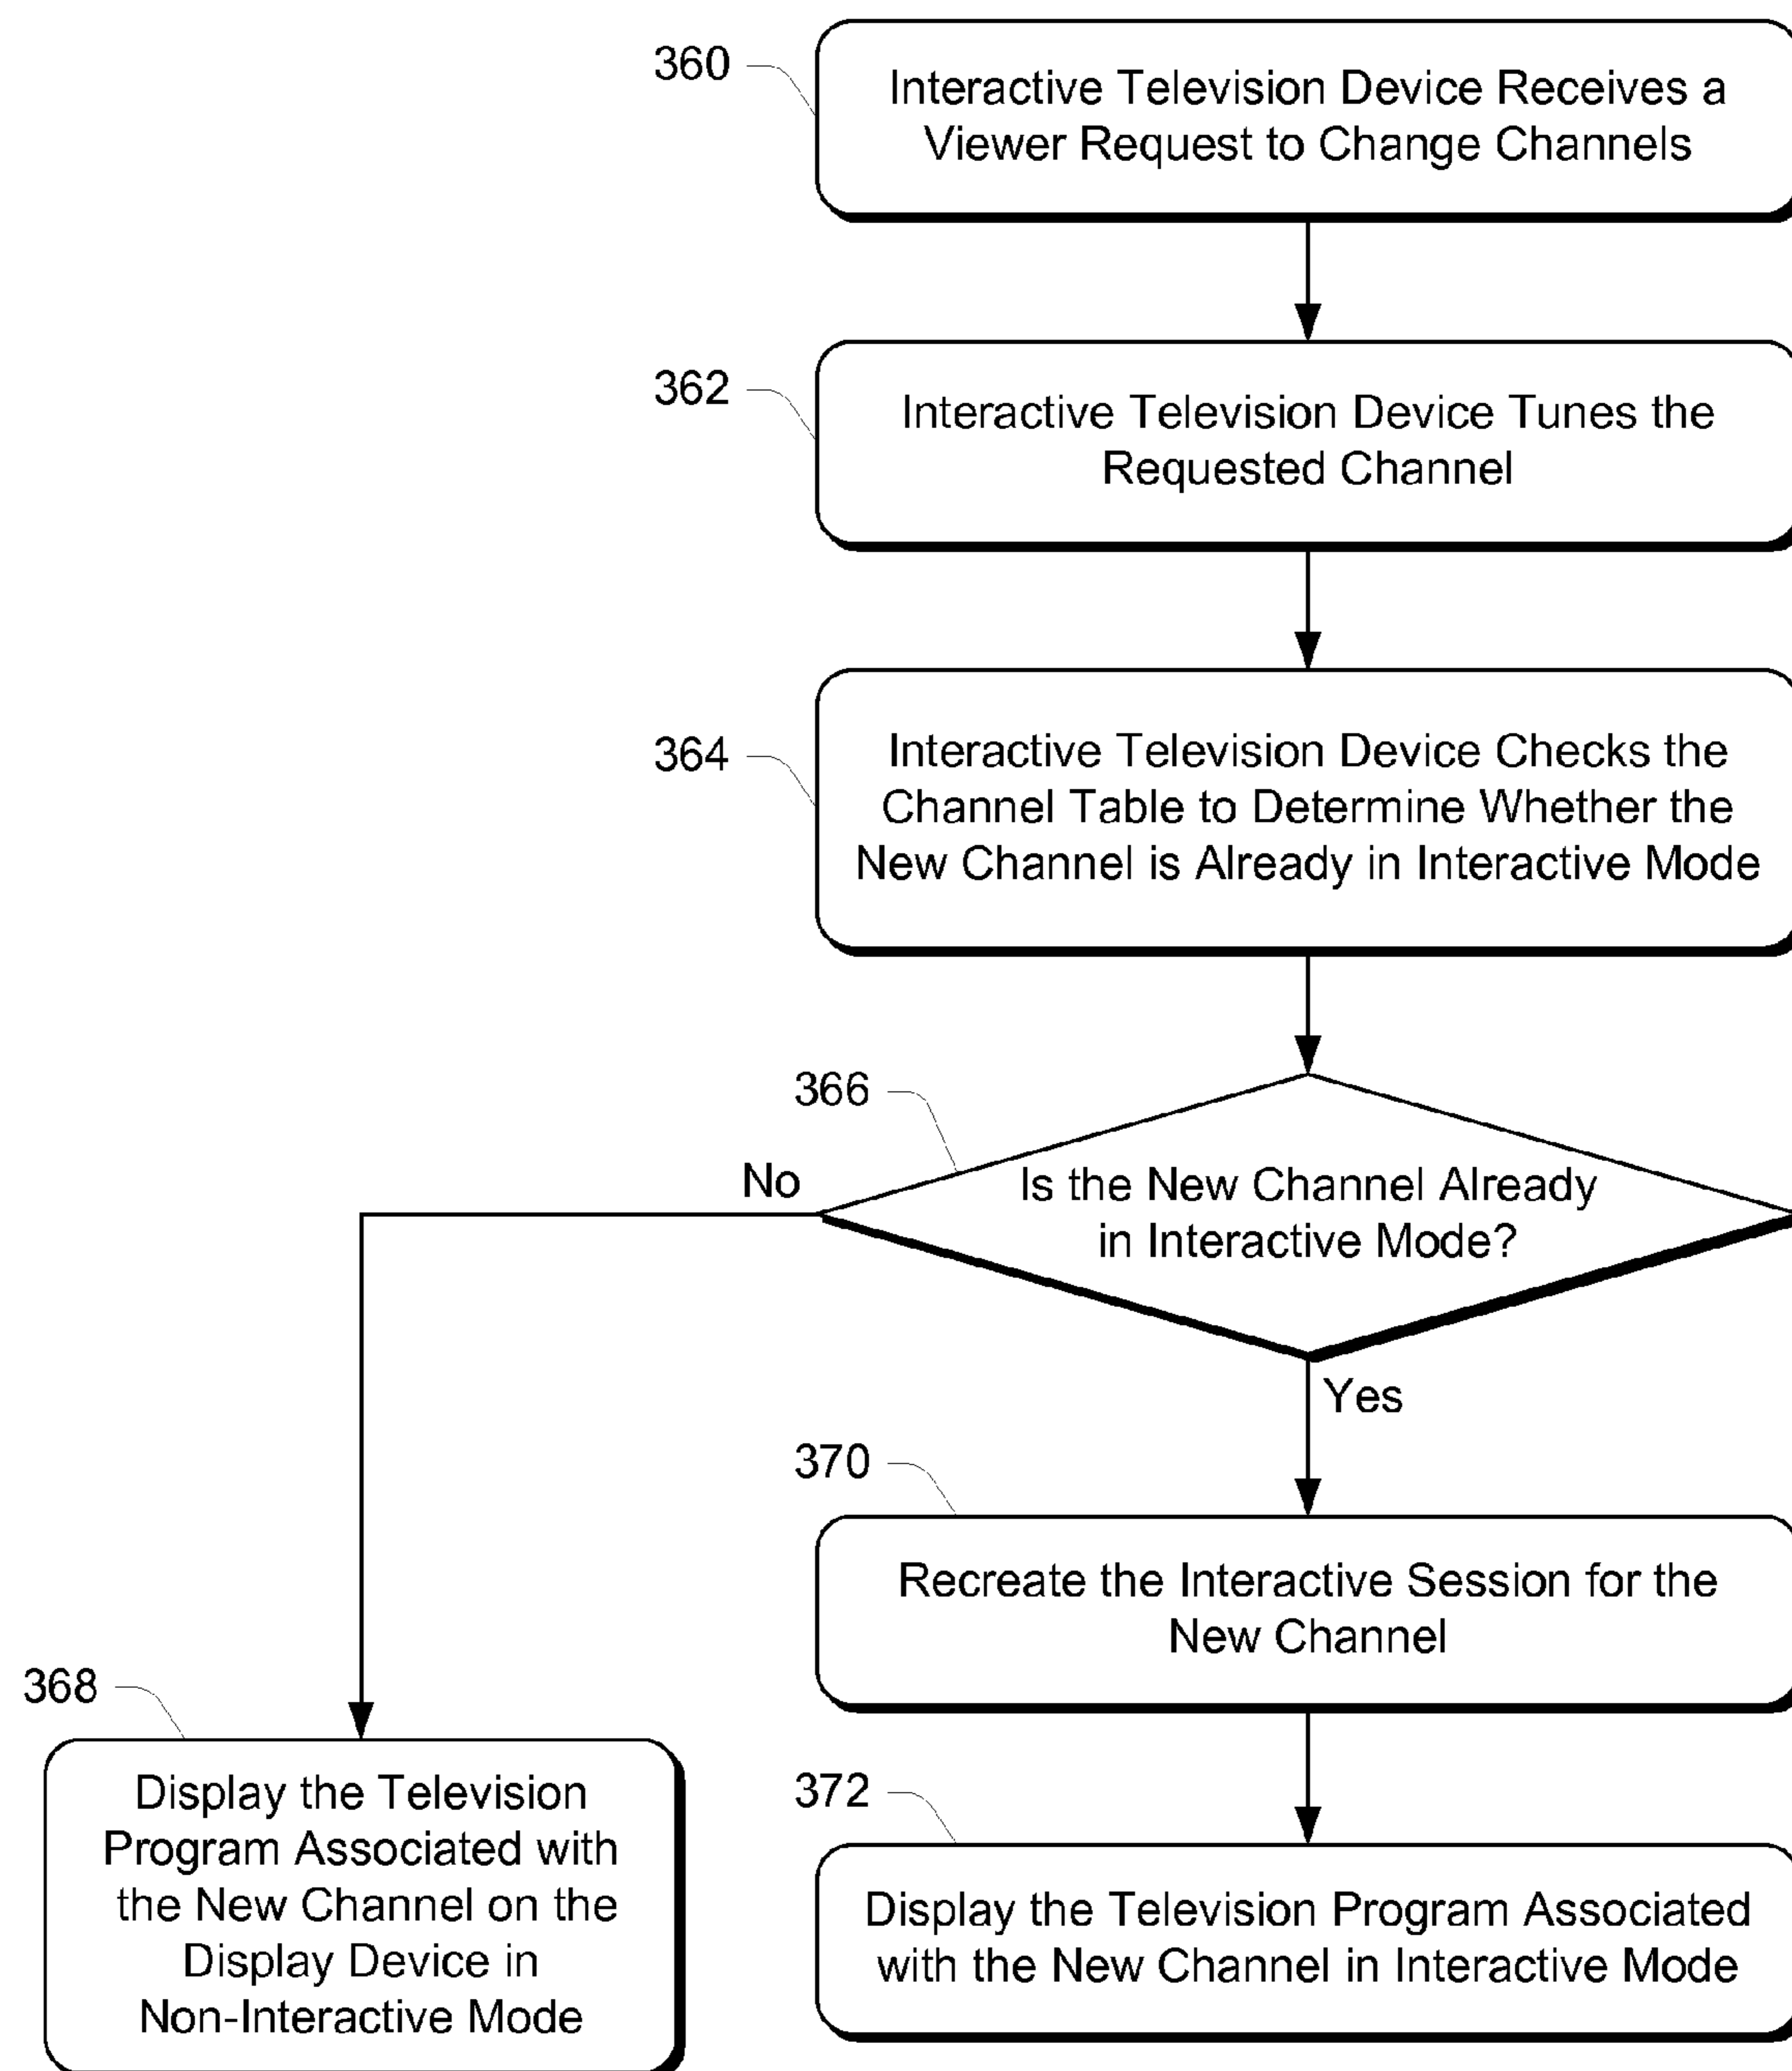 360
Interactive Television Device Receives a
Viewer Request to Change Channels
362
Interactive Television Device Tunes the
Requested Channel
364
Interactive Television Device Checks the
Channel Table to Determine Whether the
New Channel is Already in Interactive Mode
366
No
Is the New Channel Already
in Interactive Mode?
Yes
370
Recreate the Interactive Session for the
New Channel
368
Display the Television
Program Associated with
the New Channel on the
Display Device in
Non-Interactive Mode
372
Display the Television Program Associated
with the New Channel in Interactive Mode